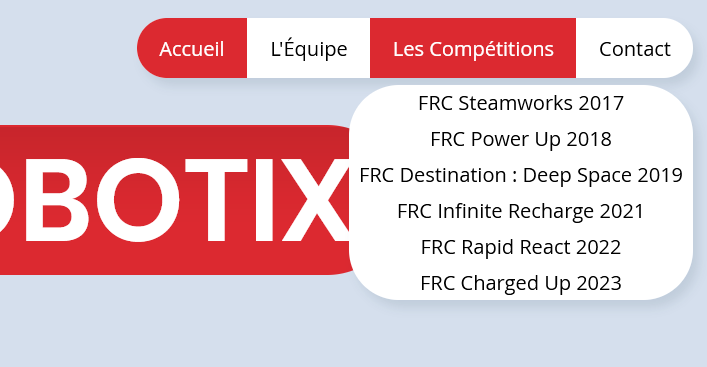 Accueil L'Équipe Les Compétitions Contact
FRC Steamworks 2017
FRC Power Up 2018
OBOTIX
FRC Destination : Deep Space 2019
FRC Infinite Recharge 2021
FRC Rapid React 2022
FRC Charged Up 2023